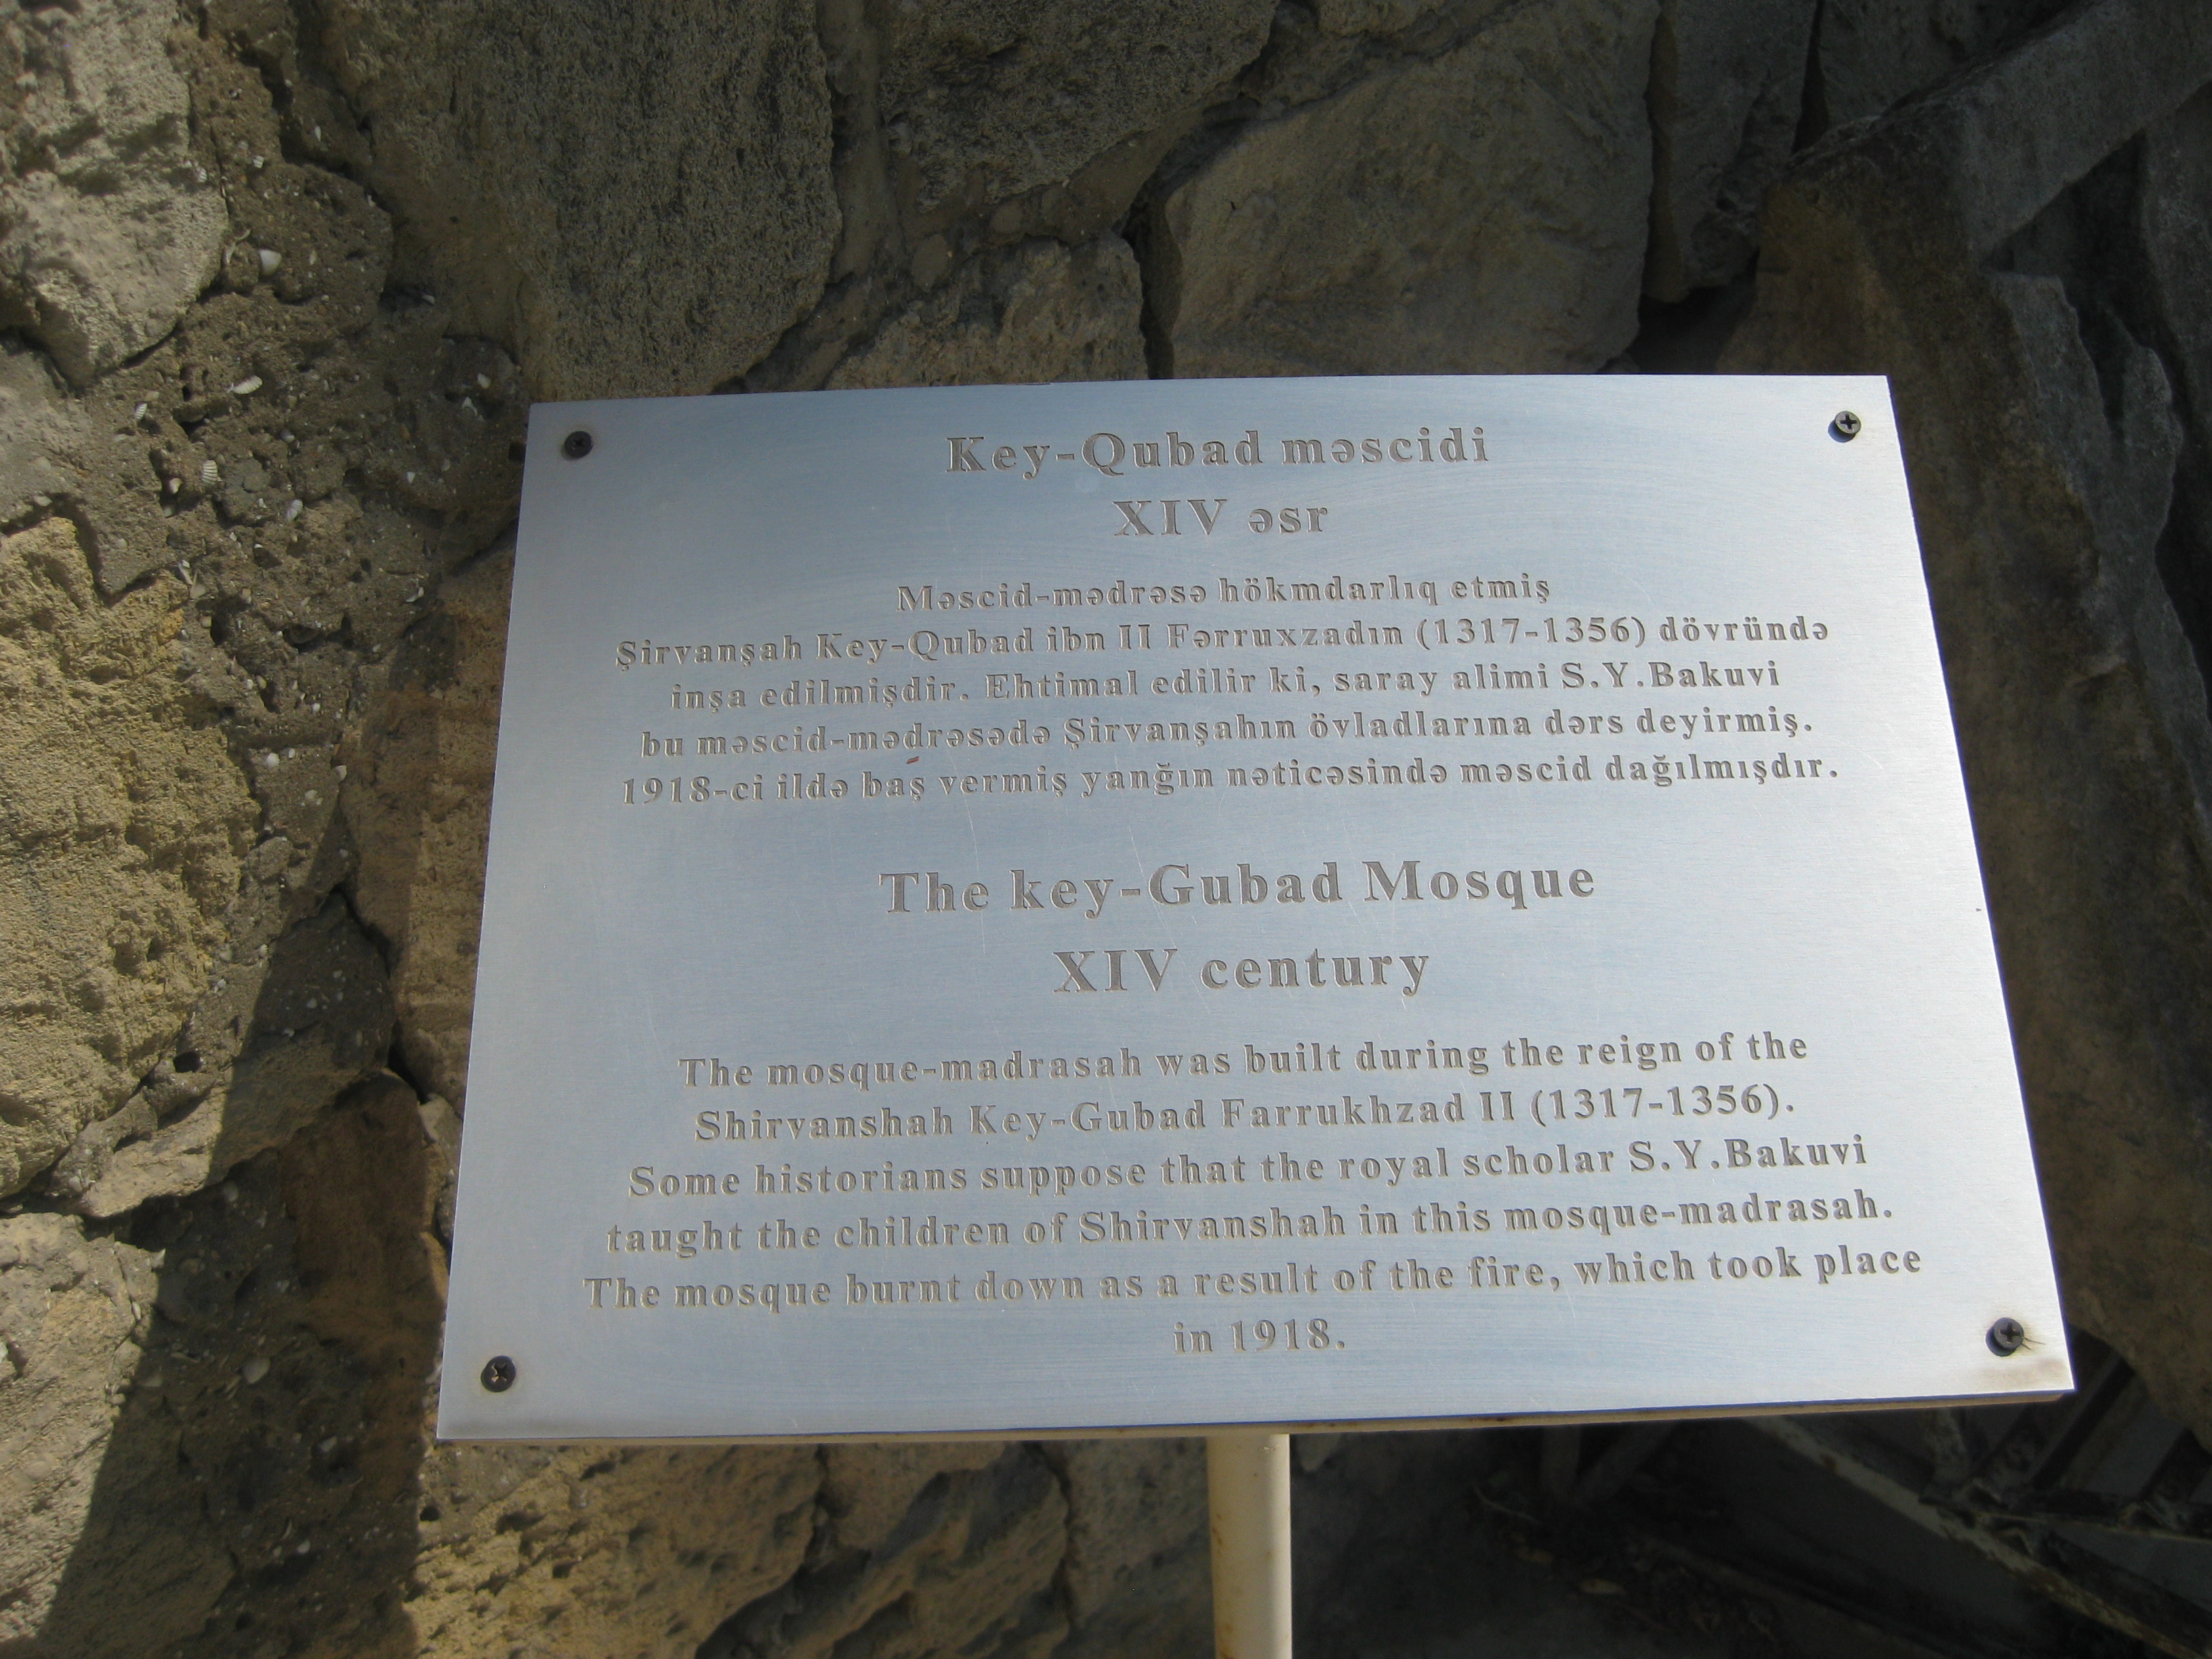 Key-Qubad məscidi
XIV əsr
Məscid-mədrəsə hökmdarlıq etmiş
Şirvanşah Key-Qubad ibn II Fərruxzadın (1317-1356) dövründə
inşa edilmişdir. Ehtimal edilir ki, saray alimi S.Y.Bakuvi
bu məscid-mədrəsədə Şirvanşahın övladlarına dərs deyirmiş.
1918-ci ildə baş vermiş yanğın nəticəsində məscid dağılmışdır.
The key-Gubad Mosque
XIV century
The mosque-madrasah was built during the reign of the
Shirvanshah Key-Gubad Farrukhzad II (1317-1356).
Some historians suppose that the royal scholar S.Y.Bakuvi
taught the children of Shirvanshah in this mosque-madrasah.
The mosque burnt down as a result of the fire, which took place
in 1918.